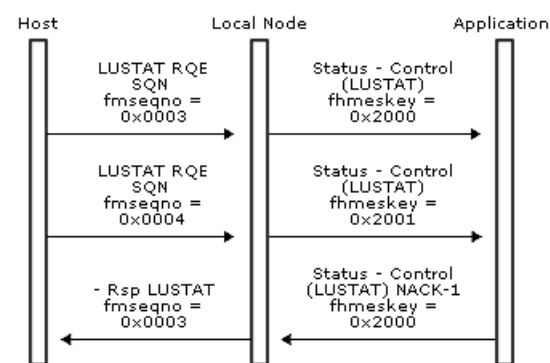 Host
Local Node
Application
LUSTAT RQE
SQN
fmseqno =
0x0003
Status - Control
(LUSTAT)
fhmeskey =
0x2000
LUSTAT RQE
SQN
fmseqno =
0x0004
Status - Control
(LUSTAT)
fhmeskey =
0x2001
- Rsp LUSTAT
fmseqno =
0x0003
Status - Control
(LUSTAT) NACK-1
fhmeskey =
0x2000